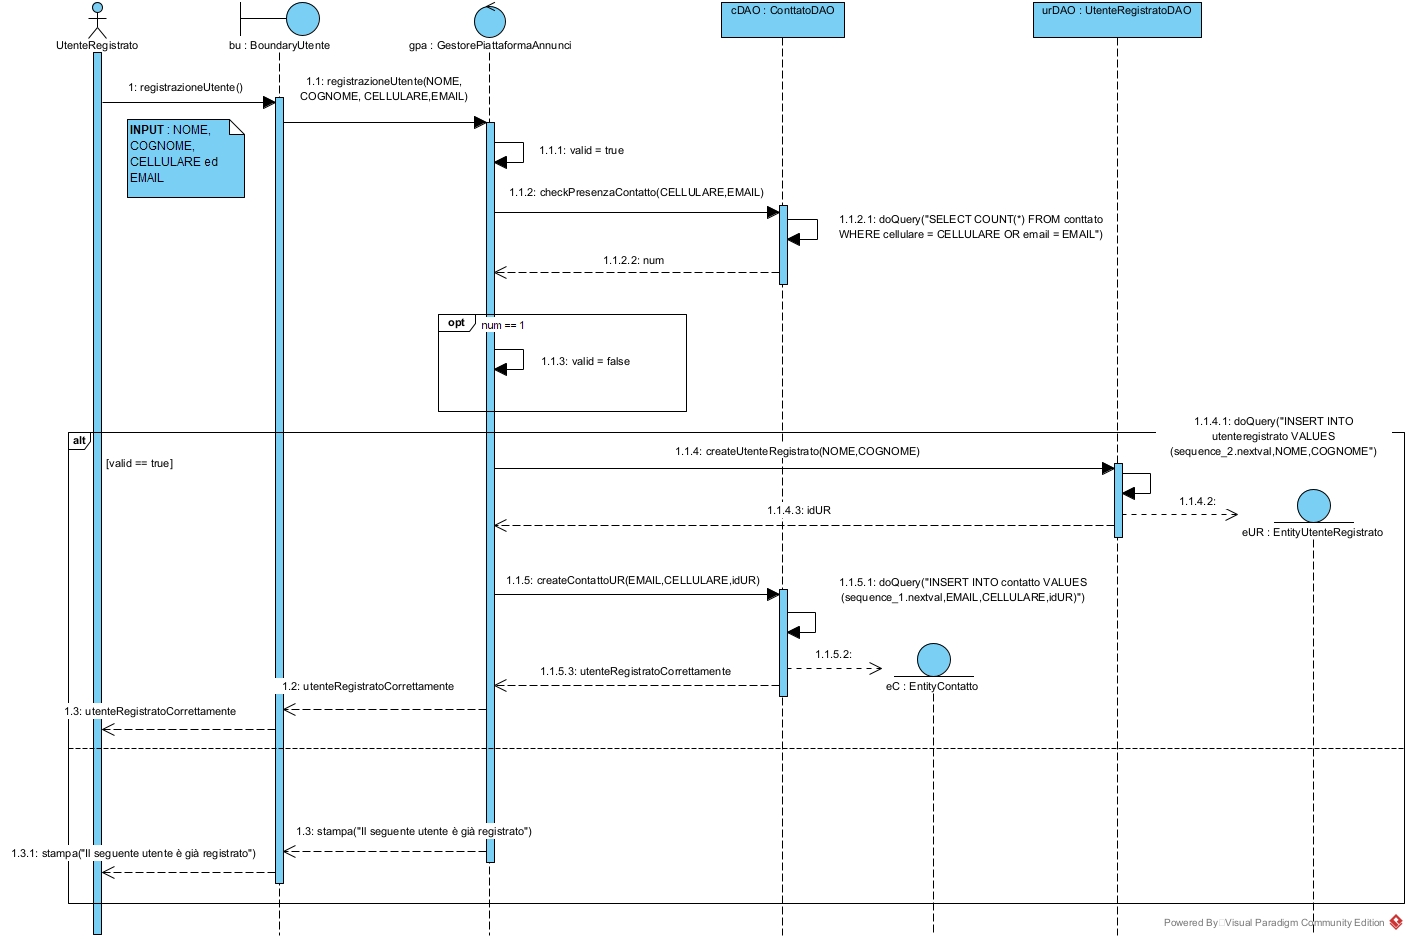 cDAO : ConttatoDAO
urDAO : UtenteRegistratoDAO
UtenteRegistrato
bu : BoundaryUtente
gpa : GestorePiattaformaAnnunci
1: registrazioneUtente()
1.1: registrazioneUtente(NOME,
COGNOME, CELLULARE,EMAIL)
INPUT : NOME,
COGNOME,
CELLULARE ed
EMAIL
1.1.1: valid = true
1.1.2: checkPresenzaContatto(CELLULARE,EMAIL)
1.1.2.1: doQuery("SELECT COUNT(*) FROM conttato
WHERE cellulare = CELLULARE OR email = EMAIL")
1.1.2.2: num
opt
num == 1
1.1.3: valid = false
alt
[valid == true]
1.1.4: createUtenteRegistrato(NOME,COGNOME)
1.1.4.1: doQuery("INSERT INTO
utenteregistrato VALUES
(sequence_2.nextval,NOME,COGNOME")
1.1.4.2:
eUR : EntityUtenteRegistrato
1.1.4.3: idUR
1.1.5: createContattoUR(EMAIL,CELLULARE,idUR)
1.1.5.1: doQuery("INSERT INTO contatto VALUES
(sequence_1.nextval,EMAIL,CELLULARE,idUR)")
1.1.5.2:
eC : EntityContatto
1.1.5.3: utenteRegistratoCorrettamente
1.2: utenteRegistratoCorrettamente
1.3: utenteRegistratoCorrettamente
1.3: stampa("Il seguente utente è già registrato")
1.3.1: stampa("Il seguente utente è già registrato")
Powered By Visual Paradigm Community Edition